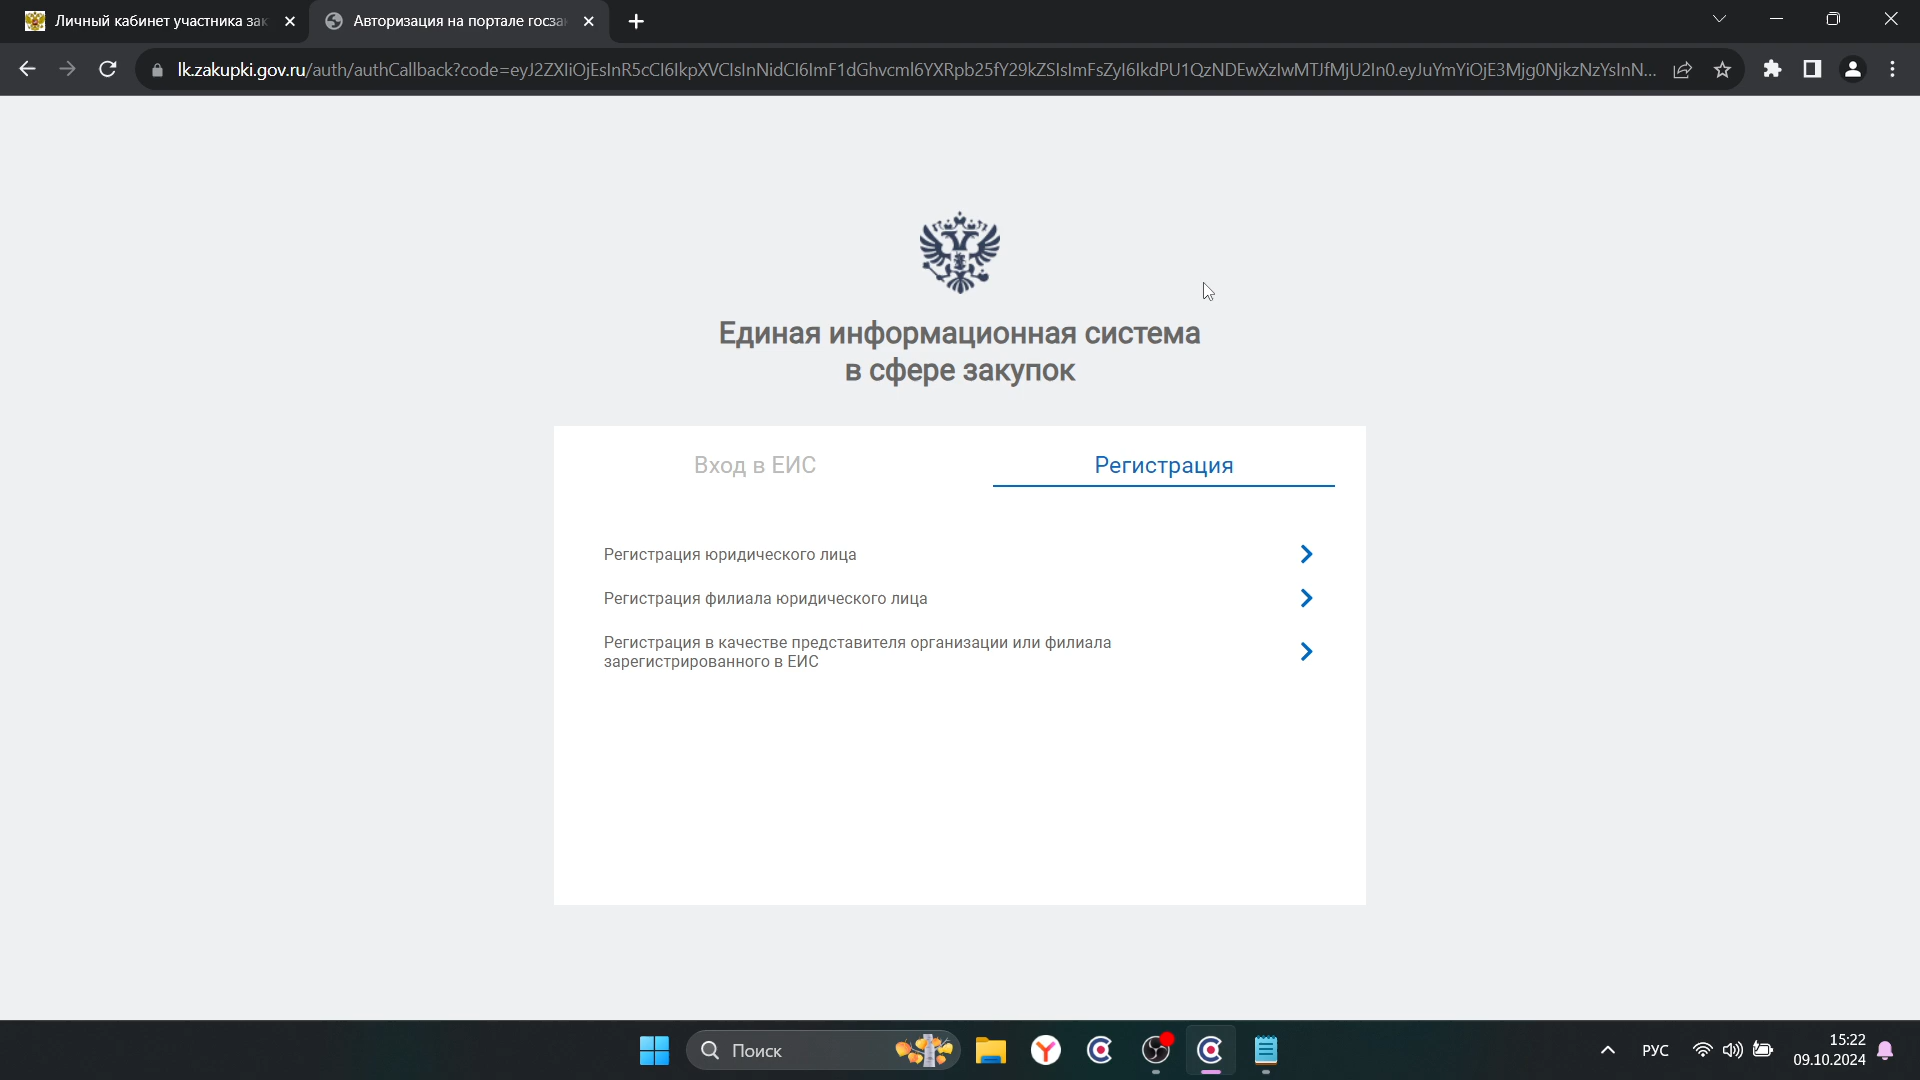 Личный кабинет участника зак
Авторизация на портале госза
lk.zakupki.gov.ru/auth/authCallback?code=eyJ2ZXIiOjEsInR5cCI6IkpXVCIsInNidCI6ImF1dGhvcml6YXRpb25fY29kZSIsImFsZyI6IkdPU1QzNDEwXzIwMTJfMjU2In0.eyJuYmYiOjE3Mjg0NjkzNzYsInN...
Единая информационная система
в сфере закупок
Вход в ЕИС
Регистрация
Регистрация юридического лица
Регистрация филиала юридического лица
Регистрация в качестве представителя организации или филиала
зарегистрированного в ЕИС
Поиск
РУС
15:22
09.10.2024